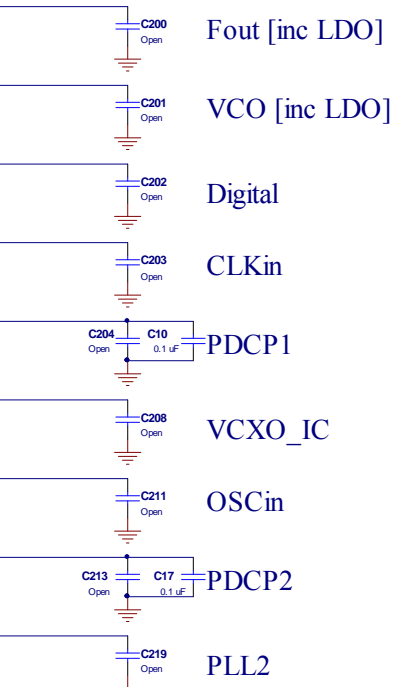 C200
Open
Fout [inc LDO]
C201
Open
VCO [inc LDO]
C202
Open
Digital
C203
Open
CLKin
C204
Open
C10
0.1 uF
PDCP1
C208
Open
VCXO_IC
C211
Open
OSCin
C213
Open
C17
0.1 uF
PDCP2
C219
Open
PLL2